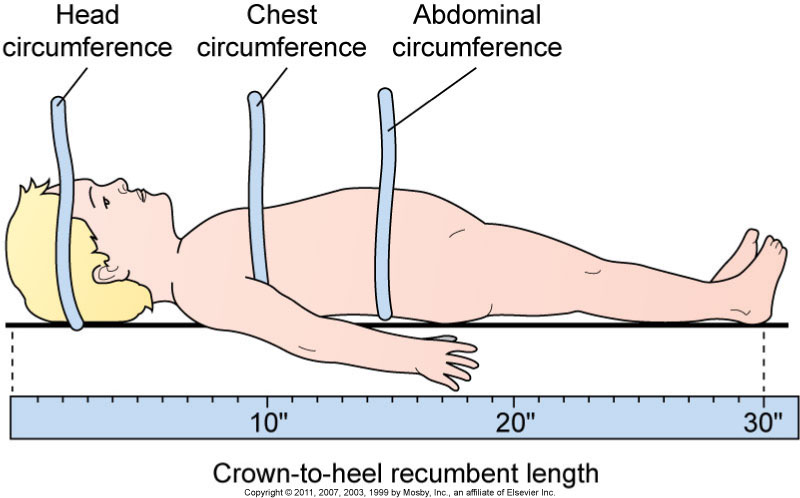 Head
circumference
Chest
circumference
Abdominal
circumference
10" 20" 30"
Crown-to-heel recumbent length
Copyright © 2011, 2007, 2003, 1999 by Mosby, Inc., an affiliate of Elsevier Inc.